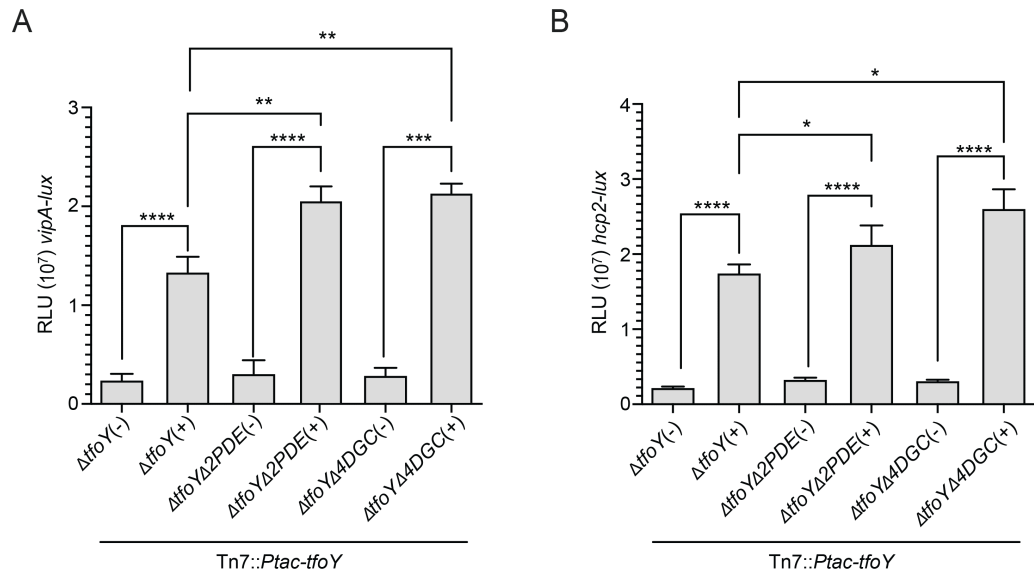 A
**
**
****
***
****
3
2
1
0
RLU (10⁷) vipA-lux
ΔtfoY(-)
ΔtfoY(+)
ΔtfoYΔ2PDE(-)
ΔtfoYΔ2PDE(+)
ΔtfoYΔ4DGC(-)
ΔtfoYΔ4DGC(+)
Tn7::Ptac-tfoY
B
*
*
****
****
****
4
3
2
1
0
RLU (10⁷) hcp2-lux
ΔtfoY(-)
ΔtfoY(+)
ΔtfoYΔ2PDE(-)
ΔtfoYΔ2PDE(+)
ΔtfoYΔ4DGC(-)
ΔtfoYΔ4DGC(+)
Tn7::Ptac-tfoY